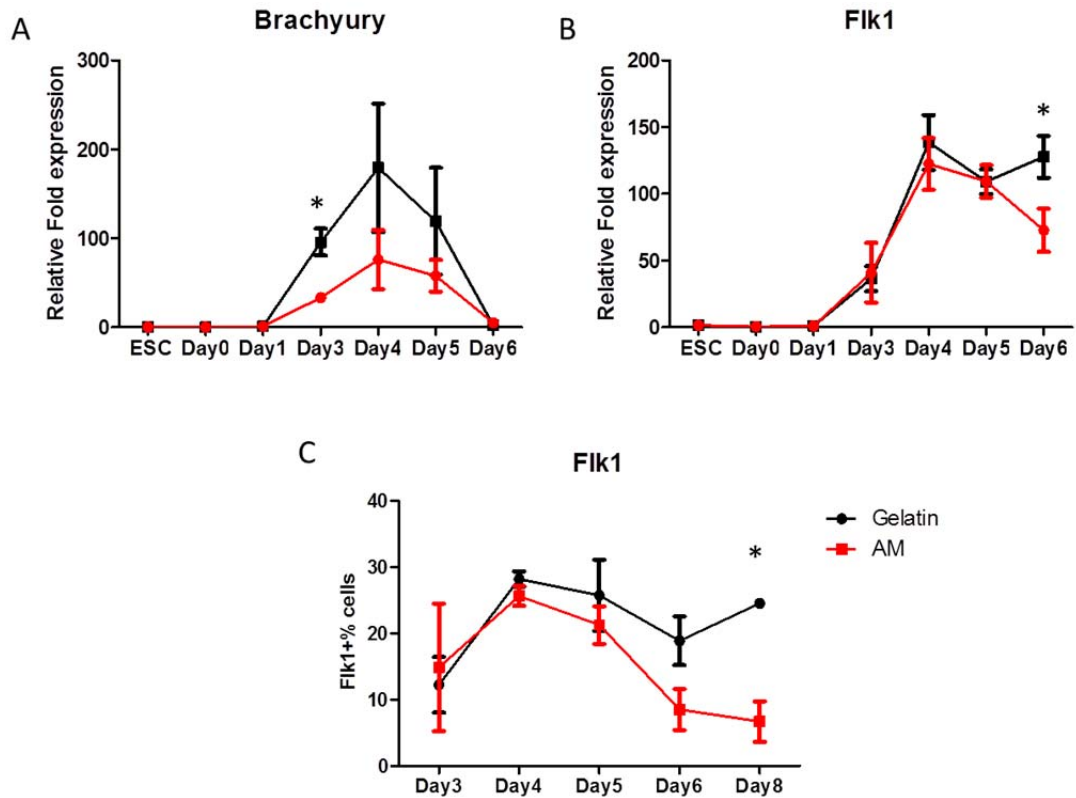 A
Brachyury
Relative Fold expression
300
200
100
0
*
ESC Day0 Day1 Day3 Day4 Day5 Day6
B
Flk1
Relative Fold expression
200
150
100
50
0
*
ESC Day0 Day1 Day3 Day4 Day5 Day6
C
Flk1
Flk1+% cells
40
30
20
10
0
*
Day3 Day4 Day5 Day6 Day8
Gelatin
AM